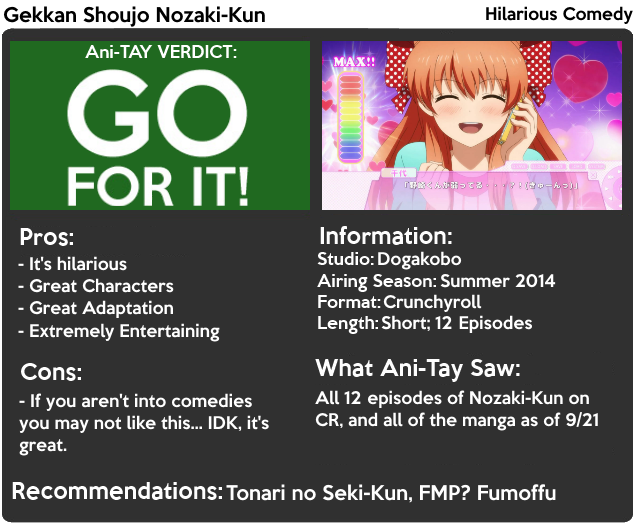 Gekkan Shoujo Nozaki-Kun
Hilarious Comedy
Ani-TAY VERDICT:
GO
FOR IT!
MAX!!
千代
Pros:
- It's hilarious
- Great Characters
- Great Adaptation
- Extremely Entertaining
Cons:
- If you aren't into comedies
you may not like this... IDK, it's
great.
Information:
Studio: Dogakobo
Airing Season: Summer 2014
Format: Crunchyroll
Length: Short; 12 Episodes
What Ani-Tay Saw:
All 12 episodes of Nozaki-Kun on
CR, and all of the manga as of 9/21
Recommendations: Tonari no Seki-Kun, FMP? Fumoffu